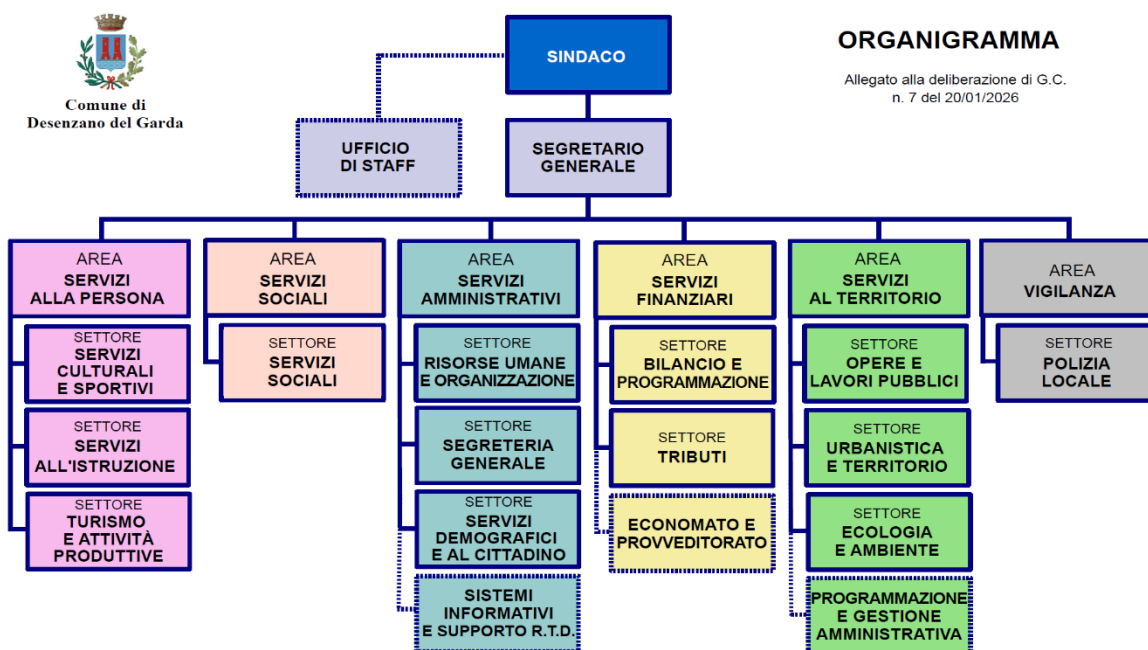 Comune di
Desenzano del Garda
SINDACO
ORGANIGRAMMA
Allegato alla deliberazione di G.C.
n. 7 del 20/01/2026
UFFICIO
DI STAFF
SEGRETARIO
GENERALE
AREA
SERVIZI
ALLA PERSONA
SETTORE
SERVIZI
CULTURALI
E SPORTIVI
SETTORE
SERVIZI
ALL'ISTRUZIONE
SETTORE
TURISMO
E ATTIVITÀ
PRODUTTIVE
AREA
SERVIZI
SOCIALI
SETTORE
SERVIZI
SOCIALI
AREA
SERVIZI
AMMINISTRATIVI
SETTORE
RISORSE UMANE
E ORGANIZZAZIONE
SETTORE
SEGRETERIA
GENERALE
SETTORE
SERVIZI
DEMOGRAFICI
E AL CITTADINO
SISTEMI
INFORMATIVI
E SUPPORTO R.T.D.
AREA
SERVIZI
FINANZIARI
SETTORE
BILANCIO E
PROGRAMMAZIONE
SETTORE
TRIBUTI
ECONOMATO E
PROVVEDITORATO
AREA
SERVIZI
AL TERRITORIO
SETTORE
OPERE E
LAVORI PUBBLICI
SETTORE
URBANISTICA
E TERRITORIO
SETTORE
ECOLOGIA
E AMBIENTE
PROGRAMMAZIONE
E GESTIONE
AMMINISTRATIVA
AREA
VIGILANZA
SETTORE
POLIZIA
LOCALE